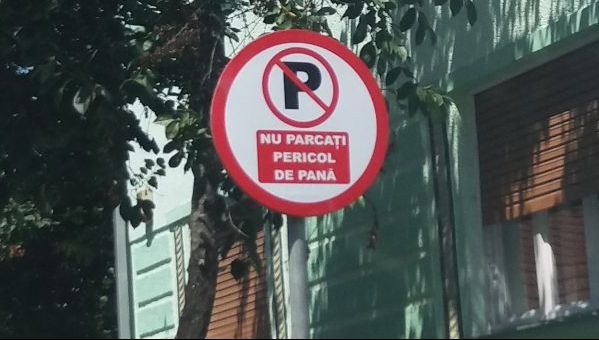 P
NU PARCAȚI
PERICOL
DE PANĂ